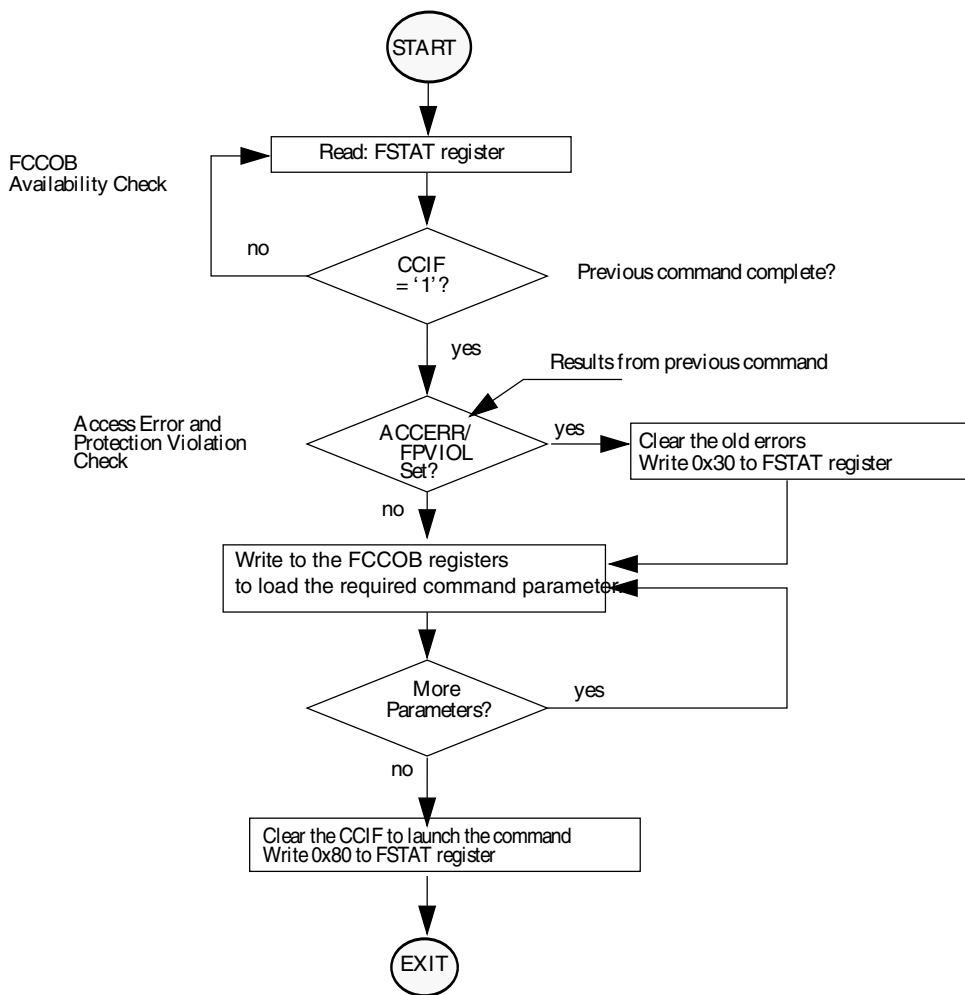 START
Read: FSTAT register
FCCOB
Availability Check
no
CCIF
= ‘1’?
Previous command complete?
yes
Results from previous command
Access Error and
Protection Violation
Check
ACCERR/
FPVIOL
Set?
yes
Clear the old errors
Write 0x30 to FSTAT register
no
Write to the FCCOB registers
to load the required command parameter.
More
Parameters?
yes
no
Clear the CCIF to launch the command
Write 0x80 to FSTAT register
EXIT